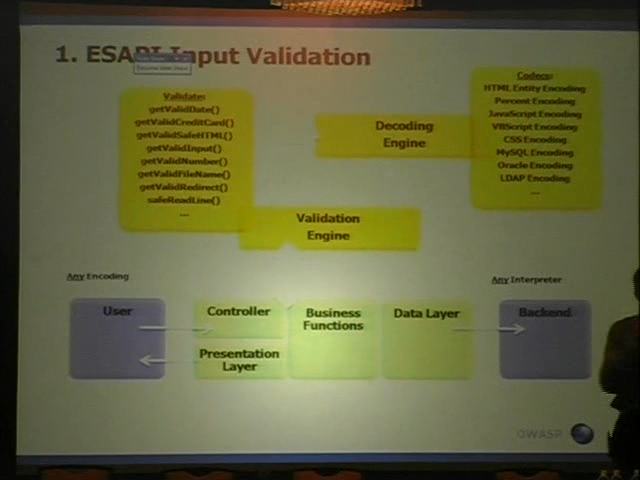 1. ESAPI Input Validation
Validate:
getValidDate()
getValidCreditCard()
getValidSafeHTML()
getValidInput()
getValidNumber()
getValidFileName()
getValidRedirect()
safeReadLine()
...
Decoding
Engine
Codecs:
HTML Entity Encoding
Percent Encoding
JavaScript Encoding
VBScript Encoding
CSS Encoding
MySQL Encoding
Oracle Encoding
LDAP Encoding
...
Validation
Engine
Any Encoding
Any Interpreter
User
Controller
Presentation
Layer
Business
Functions
Data Layer
Backend
OWASP